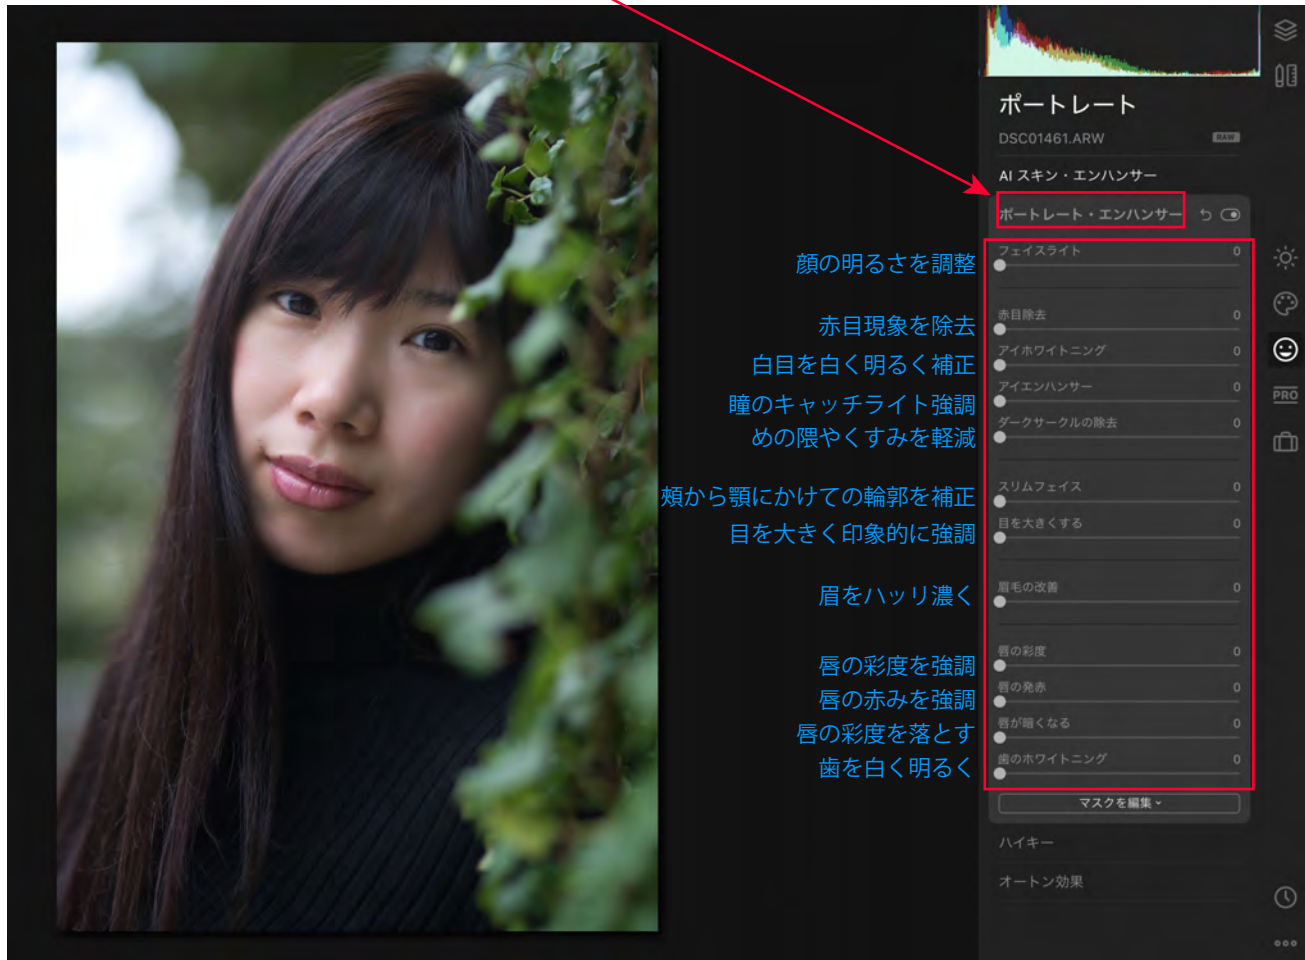 ポートレート
DSC01461.ARW RAW
AI スキン・エンハンサー
ポートレート・エンハンサー
顔の明るさを調整 フェイスライト 0
赤目現象を除去 赤目除去 0
白目を白く明るく補正 アイホワイトニング 0
瞳のキャッチライト強調 アイエンハンサー 0
めの隈やくすみを軽減 ダークサークルの除去 0
頬から顎にかけての輪郭を補正 スリムフェイス 0
目を大きく印象的に強調 目を大きくする 0
眉をハッリ濃く 眉毛の改善 0
唇の彩度を強調 唇の彩度 0
唇の赤みを強調 唇の発赤 0
唇の彩度を落とす 唇が暗くなる 0
歯を白く明るく 歯のホワイトニング 0
マスクを編集
ハイキー
オートン効果
PRO